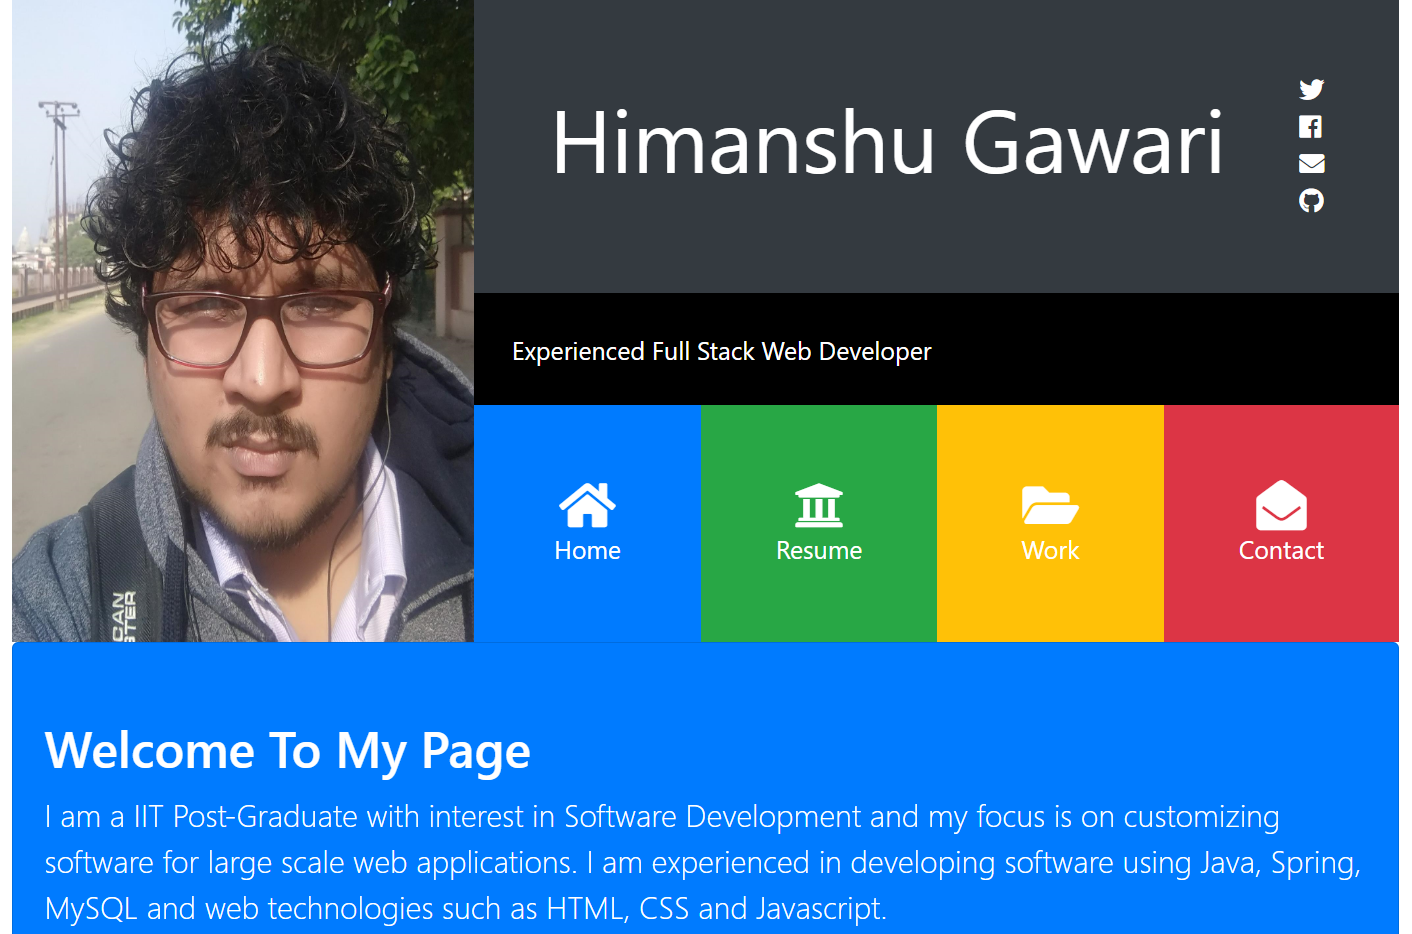 Himanshu Gawari
Experienced Full Stack Web Developer
Home
Resume
Work
Contact
CAN
STER
Welcome To My Page
I am a IIT Post-Graduate with interest in Software Development and my focus is on customizing
software for large scale web applications. I am experienced in developing software using Java, Spring,
MySQL and web technologies such as HTML, CSS and Javascript.